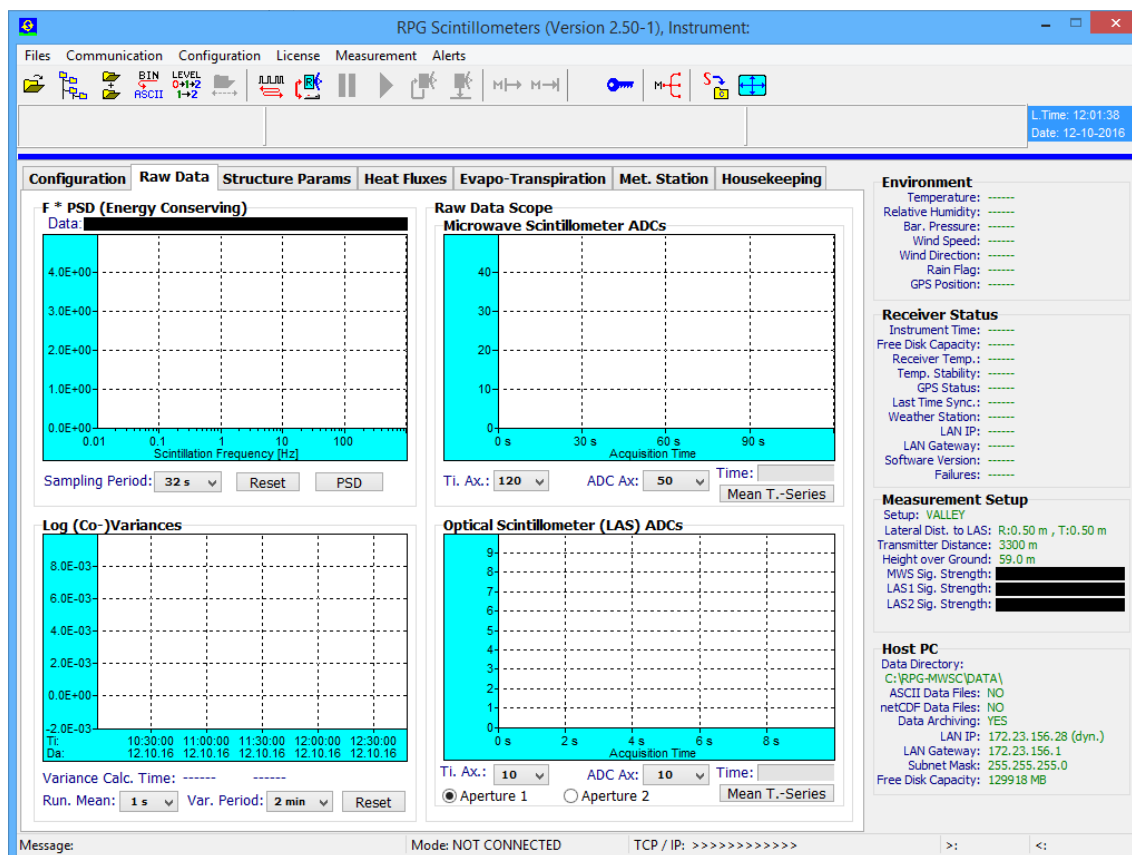 RPG Scintillometers (Version 2.50-1), Instrument:
Files Communication Configuration License Measurement Alerts
BIN ASCII LEVEL 0+1+2 1→2 R M M M S
L.Time: 12:01:38
Date: 12-10-2016
Configuration Raw Data Structure Params Heat Fluxes Evapo-Transpiration Met. Station Housekeeping
F * PSD (Energy Conserving)
Data:
4.0E+00
3.0E+00
2.0E+00
1.0E+00
0.0E+00
0.01 0.1 1 10 100
Scintillation Frequency [Hz]
Sampling Period: 32 s Reset PSD
Log (Co-)Variances
8.0E-03
6.0E-03
4.0E-03
2.0E-03
0.0E+00
-2.0E-03
Ti: 10:30:00 11:00:00 11:30:00 12:00:00 12:30:00
Da: 12.10.16 12.10.16 12.10.16 12.10.16 12.10.16
Variance Calc. Time: ------ ------
Run. Mean: 1 s Var. Period: 2 min Reset
Raw Data Scope
Microwave Scintillometer ADCs
40
30
20
10
0
0 s 30 s 60 s 90 s
Acquisition Time
Ti. Ax.: 120 ADC Ax: 50 Time:
Mean T.-Series
Optical Scintillometer (LAS) ADCs
9
8
7
6
5
4
3
2
1
0
0 s 2 s 4 s 6 s 8 s
Acquisition Time
Ti. Ax.: 10 ADC Ax: 10 Time:
Aperture 1 Aperture 2 Mean T.-Series
Environment
Temperature: ------
Relative Humidity: ------
Bar. Pressure: ------
Wind Speed: ------
Wind Direction: ------
Rain Flag: ------
GPS Position: ------
Receiver Status
Instrument Time: ------
Free Disk Capacity: ------
Receiver Temp.: ------
Temp. Stability: ------
GPS Status: ------
Last Time Sync.: ------
Weather Station: ------
LAN IP: ------
LAN Gateway: ------
Software Version: ------
Failures: ------
Measurement Setup
Setup: VALLEY
Lateral Dist. to LAS: R:0.50 m , T:0.50 m
Transmitter Distance: 3300 m
Height over Ground: 59.0 m
MWS Sig. Strength:
LAS1 Sig. Strength:
LAS2 Sig. Strength:
Host PC
Data Directory:
C:\RPG-MWSC\DATA\
ASCII Data Files: NO
netCDF Data Files: NO
Data Archiving: YES
LAN IP: 172.23.156.28 (dyn.)
LAN Gateway: 172.23.156.1
Subnet Mask: 255.255.255.0
Free Disk Capacity: 129918 MB
Message: Mode: NOT CONNECTED TCP / IP: >>>>>>>>>>>> >: <: